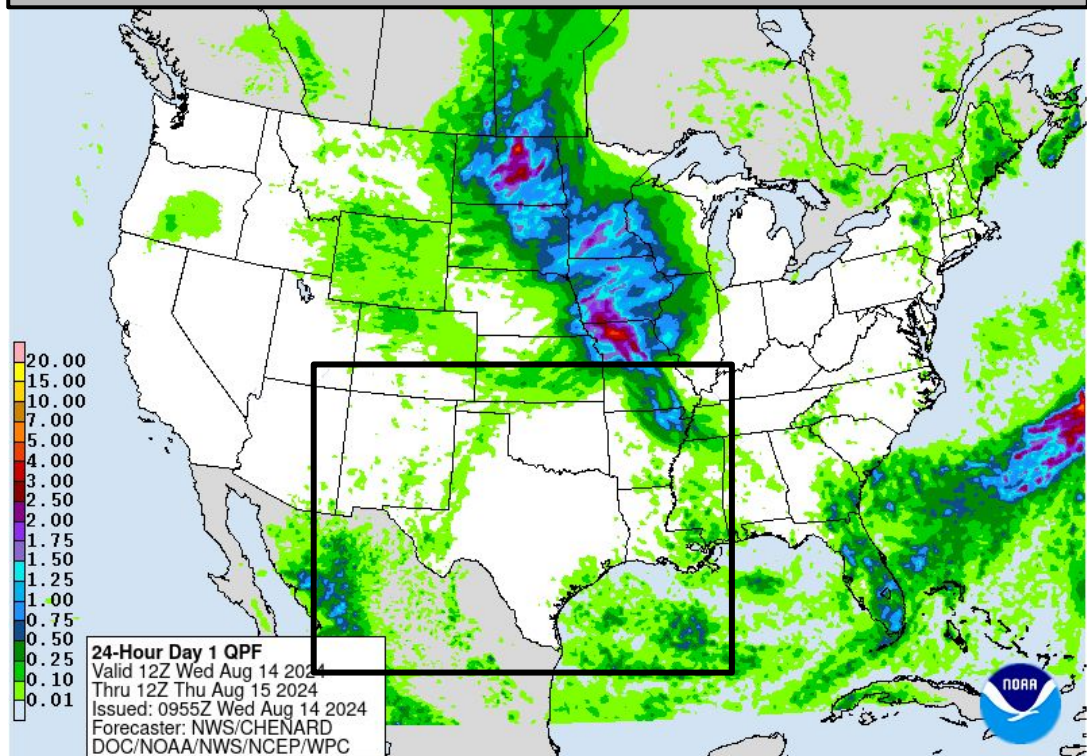 20.00
15.00
10.00
7.00
5.00
4.00
3.00
2.50
2.00
1.75
1.50
1.25
1.00
0.75
0.50
0.25
0.10
0.01
24-Hour Day 1 QPF
Valid 12Z Wed Aug 14 2024
Thru 12Z Thu Aug 15 2024
Issued: 0955Z Wed Aug 14 2024
Forecaster: NWS/CHENARD
DOC/NOAA/NWS/NCEP/WPC
NOAA